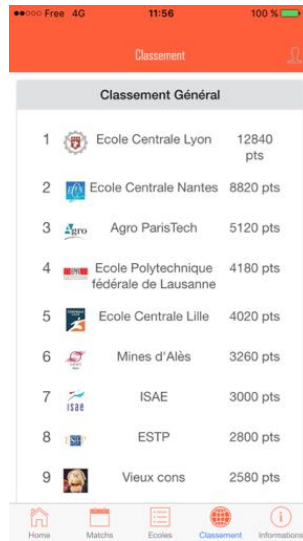 Free 4G 11:56 100 %
Classement
Classement Général
1 Ecole Centrale Lyon 12840
pts
2 Ecole Centrale Nantes 8820 pts
3 Agro Agro ParisTech 5120 pts
4 Ecole Polytechnique 4180 pts
fédérale de Lausanne
5 Ecole Centrale Lille 4020 pts
6 Mines d'Alès 3260 pts
7 isae ISAE 3000 pts
8 ESTP 2800 pts
9 Vieux cons 2580 pts
Home Matchs Ecoles Classement Informations